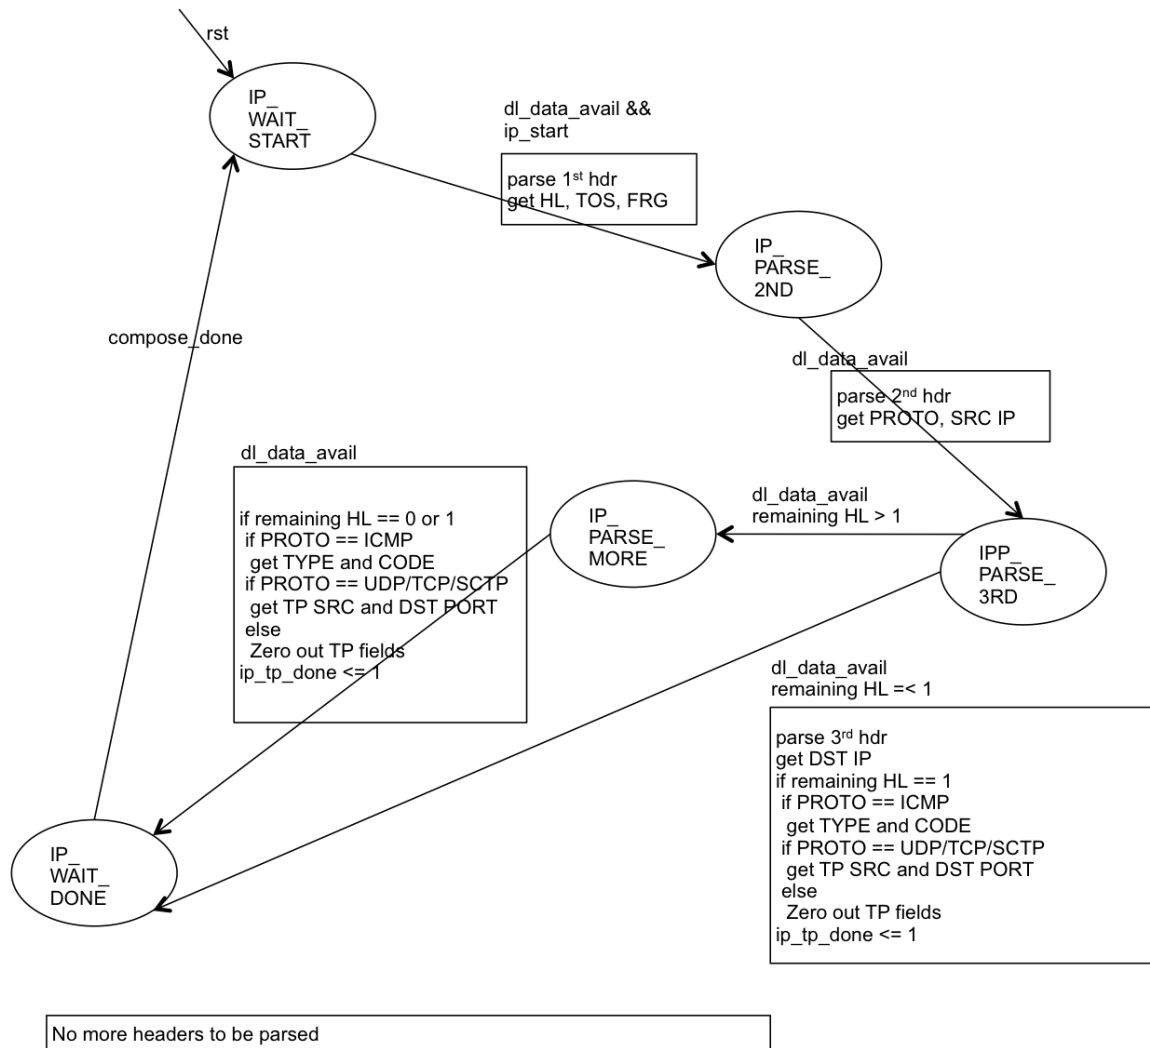 rst
IP_
WAIT_
START
dl_data_avail &&
ip_start
parse 1st hdr
get HL, TOS, FRG
IP_
PARSE_
2ND
compose_done
dl_data_avail
parse 2nd hdr
get PROTO, SRC IP
dl_data_avail
if remaining HL == 0 or 1
if PROTO == ICMP
get TYPE and CODE
if PROTO == UDP/TCP/SCTP
get TP SRC and DST PORT
else
Zero out TP fields
ip_tp_done <= 1
IP_
PARSE_
MORE
dl_data_avail
remaining HL > 1
IPP_
PARSE_
3RD
dl_data_avail
remaining HL =< 1
parse 3rd hdr
get DST IP
if remaining HL == 1
if PROTO == ICMP
get TYPE and CODE
if PROTO == UDP/TCP/SCTP
get TP SRC and DST PORT
else
Zero out TP fields
ip_tp_done <= 1
IP_
WAIT_
DONE
No more headers to be parsed